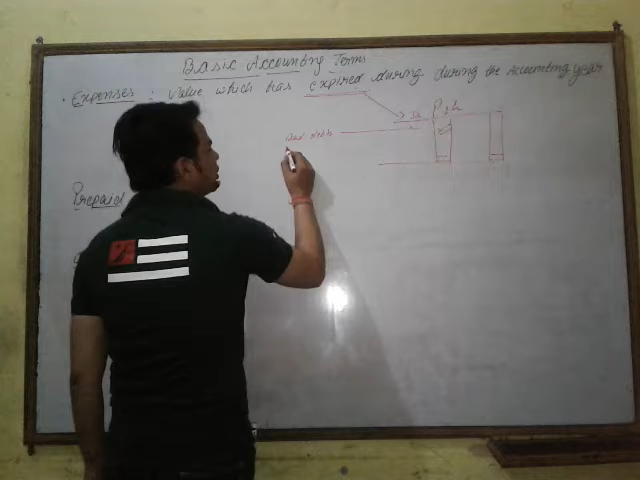 Basic Accounting Terms
Expenses : Value which has expired during during the Accounting year
P&L
Prepaid